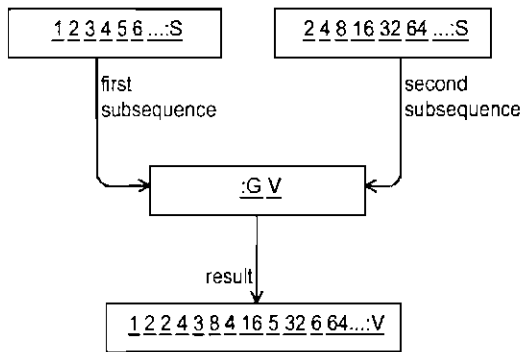 1 2 3 4 5 6 ...:S
2 4 8 16 32 64 ...:S
first
subsequence
second
subsequence
:G V
result
1 2 2 4 3 8 4 16 5 32 6 64...:V